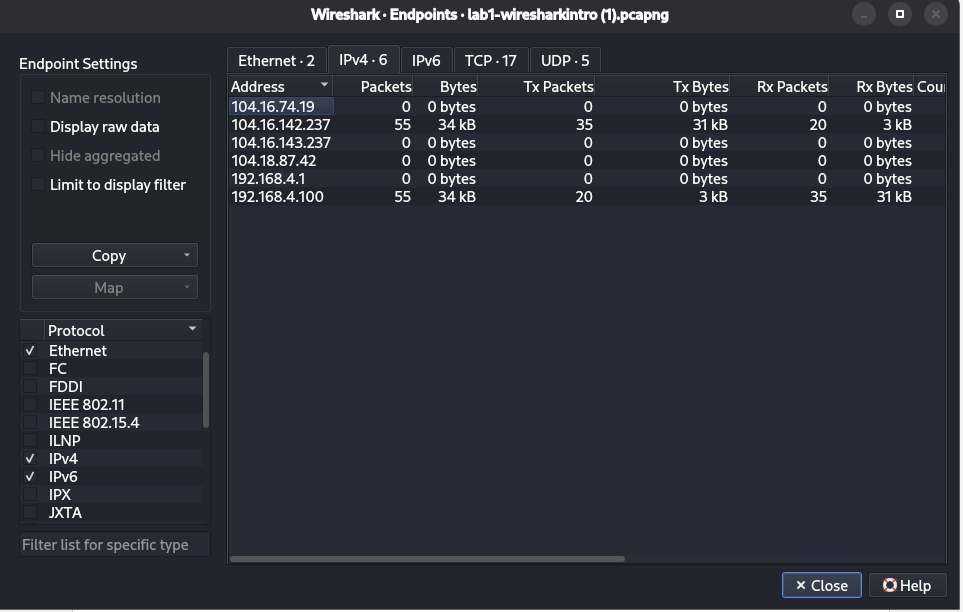 Wireshark · Endpoints · lab1-wiresharkintro (1).pcapng
Endpoint Settings
Name resolution
Display raw data
Hide aggregated
Limit to display filter
Copy
Map
Protocol
Ethernet
FC
FDDI
IEEE 802.11
IEEE 802.15.4
ILNP
IPv4
IPv6
IPX
JXTA
Filter list for specific type
Ethernet · 2 IPv4 · 6 IPv6 TCP · 17 UDP · 5
Address Packets Bytes Tx Packets Tx Bytes Rx Packets Rx Bytes Cou
104.16.74.19 0 0 bytes 0 0 bytes 0 0 bytes
104.16.142.237 55 34 kB 35 31 kB 20 3 kB
104.16.143.237 0 0 bytes 0 0 bytes 0 0 bytes
104.18.87.42 0 0 bytes 0 0 bytes 0 0 bytes
192.168.4.1 0 0 bytes 0 0 bytes 0 0 bytes
192.168.4.100 55 34 kB 20 3 kB 35 31 kB
Close Help